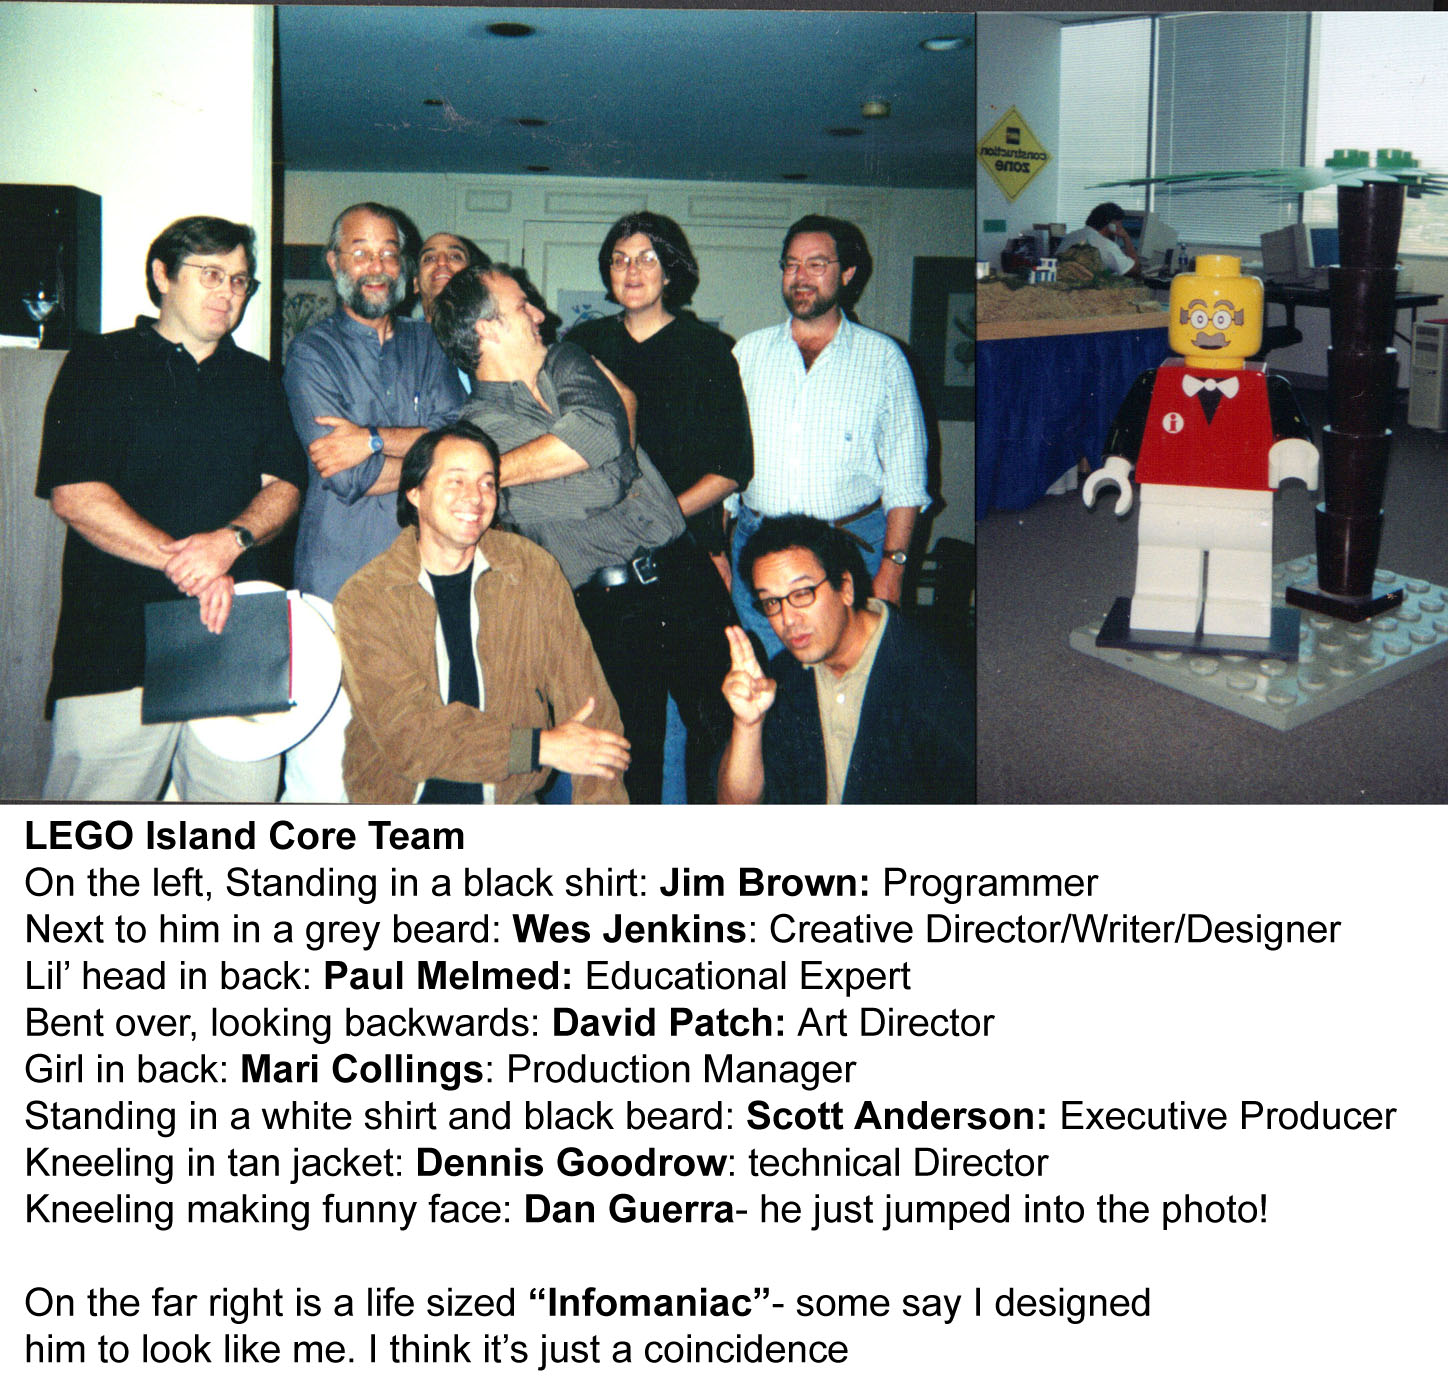 construction
zone
i
LEGO Island Core Team
On the left, Standing in a black shirt: Jim Brown: Programmer
Next to him in a grey beard: Wes Jenkins: Creative Director/Writer/Designer
Lil’ head in back: Paul Melmed: Educational Expert
Bent over, looking backwards: David Patch: Art Director
Girl in back: Mari Collings: Production Manager
Standing in a white shirt and black beard: Scott Anderson: Executive Producer
Kneeling in tan jacket: Dennis Goodrow: technical Director
Kneeling making funny face: Dan Guerra- he just jumped into the photo!
On the far right is a life sized “Infomaniac”- some say I designed
him to look like me. I think it’s just a coincidence